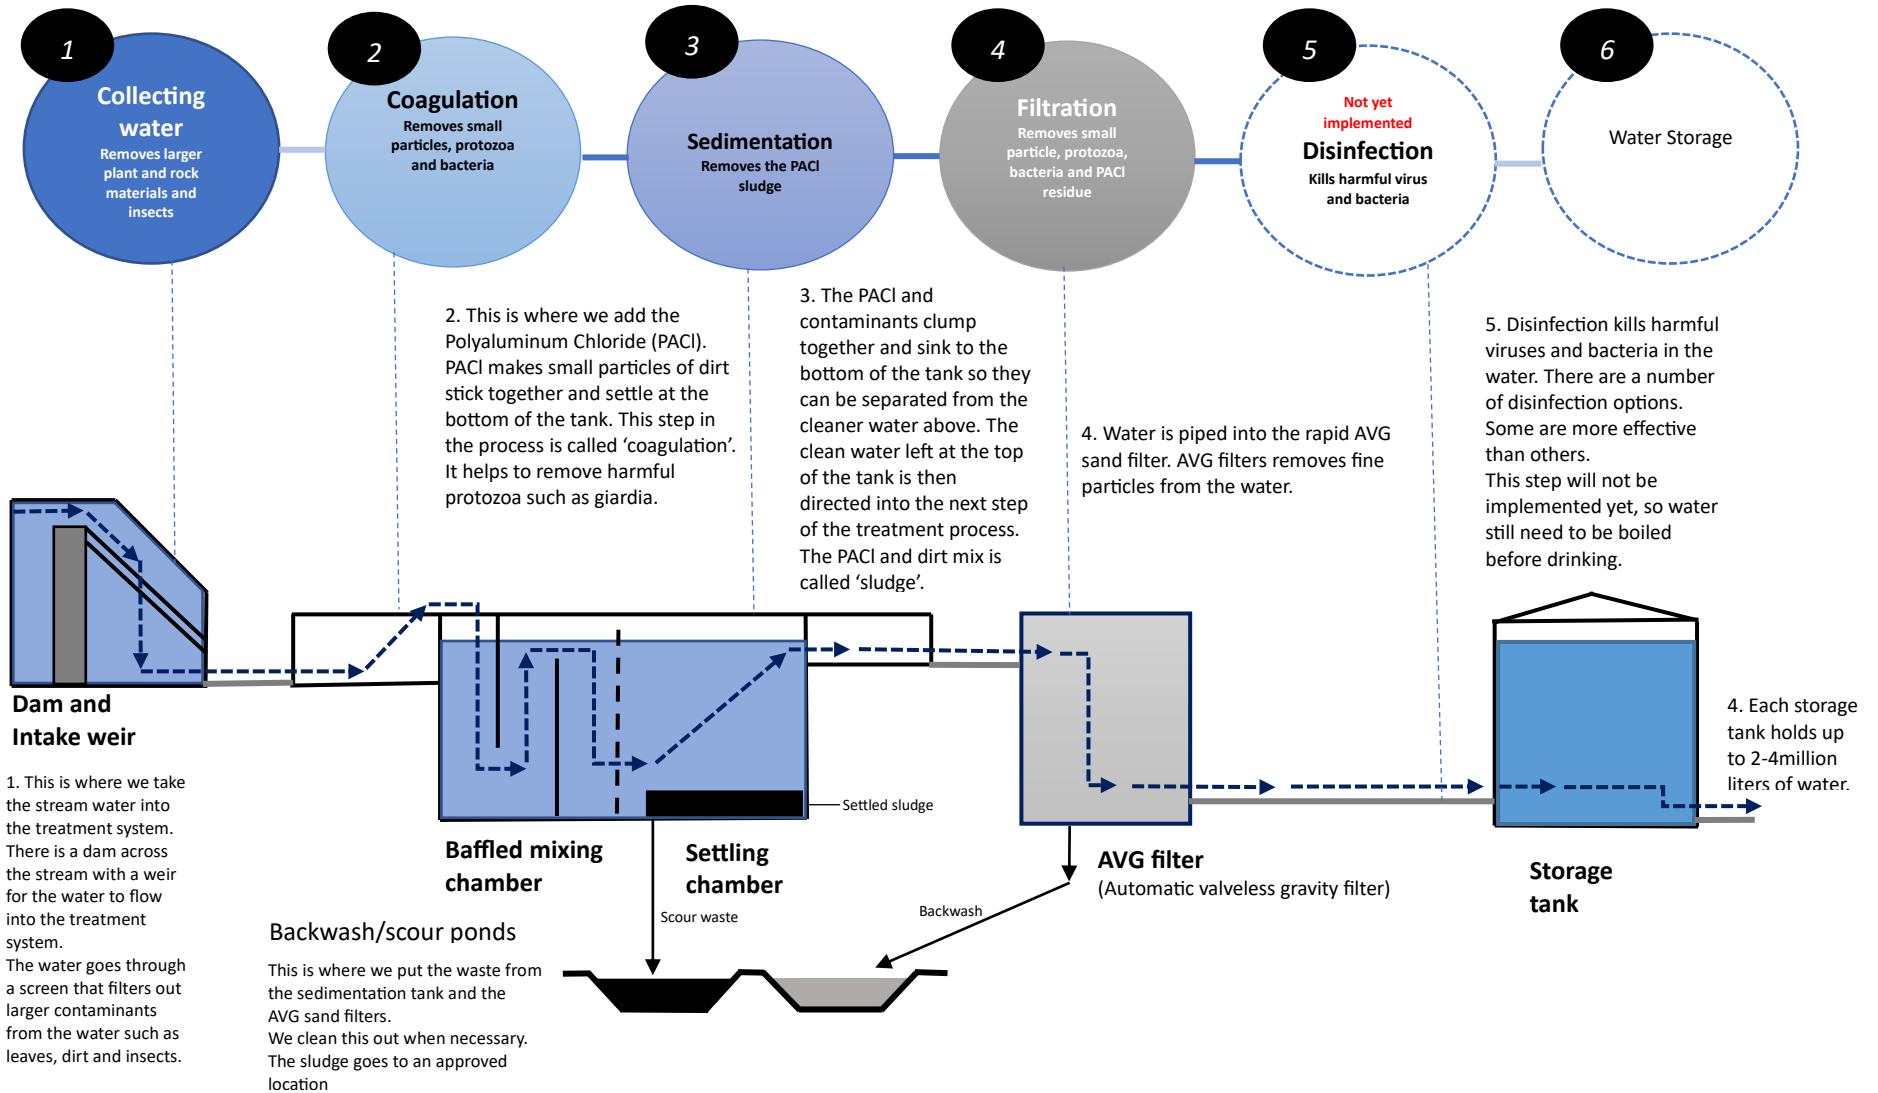 1
Collecting
water
Removes larger
plant and rock
materials and
insects
2
Coagulation
Removes small
particles, protozoa
and bacteria
3
Sedimentation
Removes the PACl
sludge
4
Filtration
Removes small
particle, protozoa,
bacteria and PACl
residue
5
Not yet
implemented
Disinfection
Kills harmful virus
and bacteria
6
Water Storage
2. This is where we add the
Polyaluminum Chloride (PACl).
PACl makes small particles of dirt
stick together and settle at the
bottom of the tank. This step in
the process is called ‘coagulation’.
It helps to remove harmful
protozoa such as giardia.
3. The PACl and
contaminants clump
together and sink to the
bottom of the tank so they
can be separated from the
cleaner water above. The
clean water left at the top
of the tank is then
directed into the next step
of the treatment process.
The PACl and dirt mix is
called ‘sludge’.
4. Water is piped into the rapid AVG
sand filter. AVG filters removes fine
particles from the water.
5. Disinfection kills harmful
viruses and bacteria in the
water. There are a number
of disinfection options.
Some are more effective
than others.
This step will not be
implemented yet, so water
still need to be boiled
before drinking.
Dam and
Intake weir
1. This is where we take
the stream water into
the treatment system.
There is a dam across
the stream with a weir
for the water to flow
into the treatment
system.
The water goes through
a screen that filters out
larger contaminants
from the water such as
leaves, dirt and insects.
Baffled mixing
chamber
Settling
chamber
Settled sludge
Scour waste
Backwash
AVG filter
(Automatic valveless gravity filter)
Storage
tank
4. Each storage
tank holds up
to 2-4million
liters of water.
Backwash/scour ponds
This is where we put the waste from
the sedimentation tank and the
AVG sand filters.
We clean this out when necessary.
The sludge goes to an approved
location